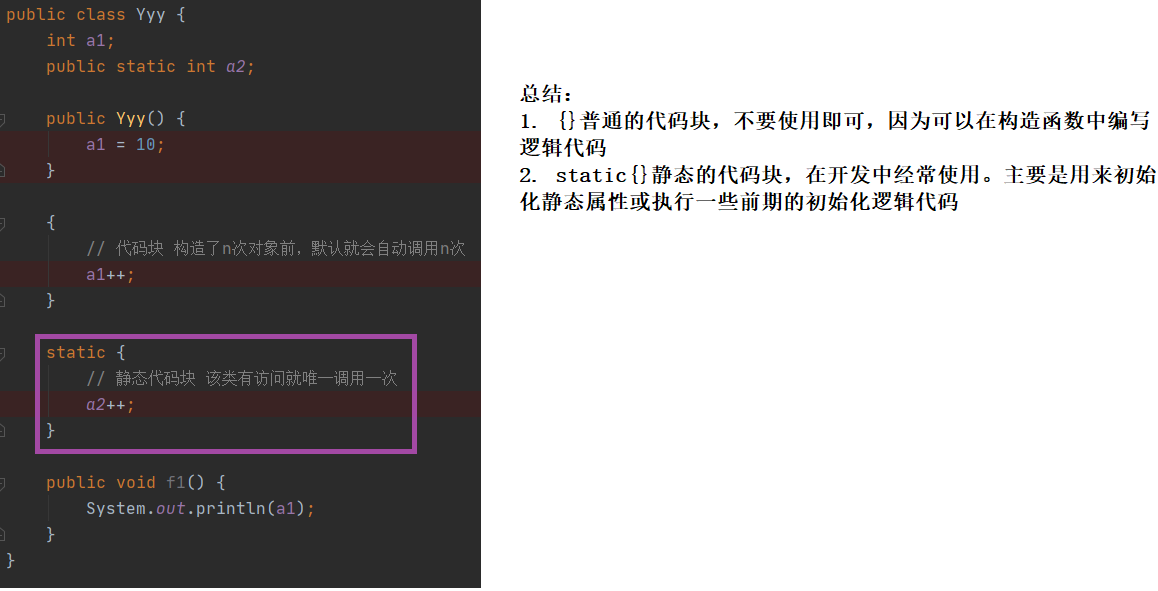 public class Yyy {
    int a1;
    public static int a2;
    public Yyy() {
        a1 = 10;
    }
    {
        // 代码块 构造了n次对象前，默认就会自动调用n次
        a1++;
    }
    static {
        // 静态代码块 该类有访问就唯一调用一次
        a2++;
    }
    public void f1() {
        System.out.println(a1);
    }
}
总结：
1. {}普通的代码块，不要使用即可，因为可以在构造函数中编写
逻辑代码
2. static{}静态的代码块，在开发中经常使用。主要是用来初始
化静态属性或执行一些前期的初始化逻辑代码